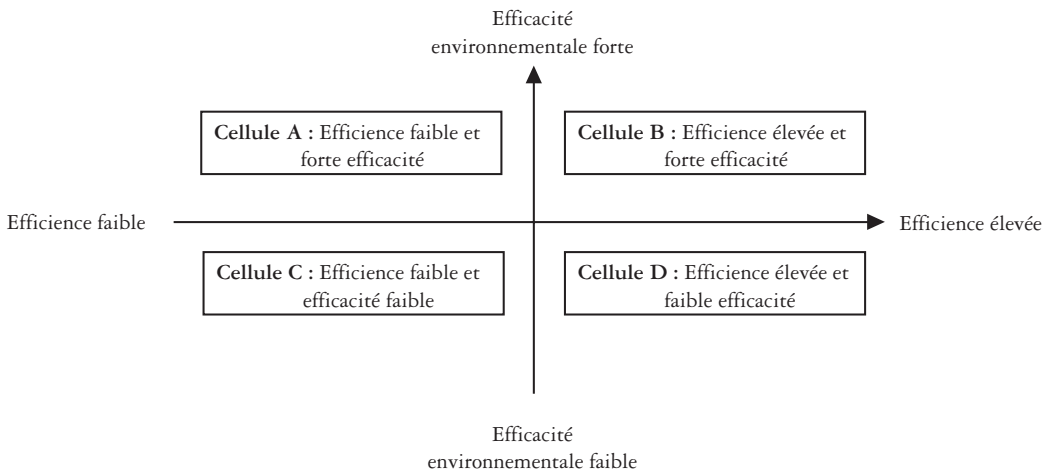 Efficacité
environnementale forte
Cellule A : Efficience faible et
forte efficacité
Cellule B : Efficience élevée et
forte efficacité
Efficience faible
Efficience élevée
Cellule C : Efficience faible et
efficacité faible
Cellule D : Efficience élevée et
faible efficacité
Efficacité
environnementale faible